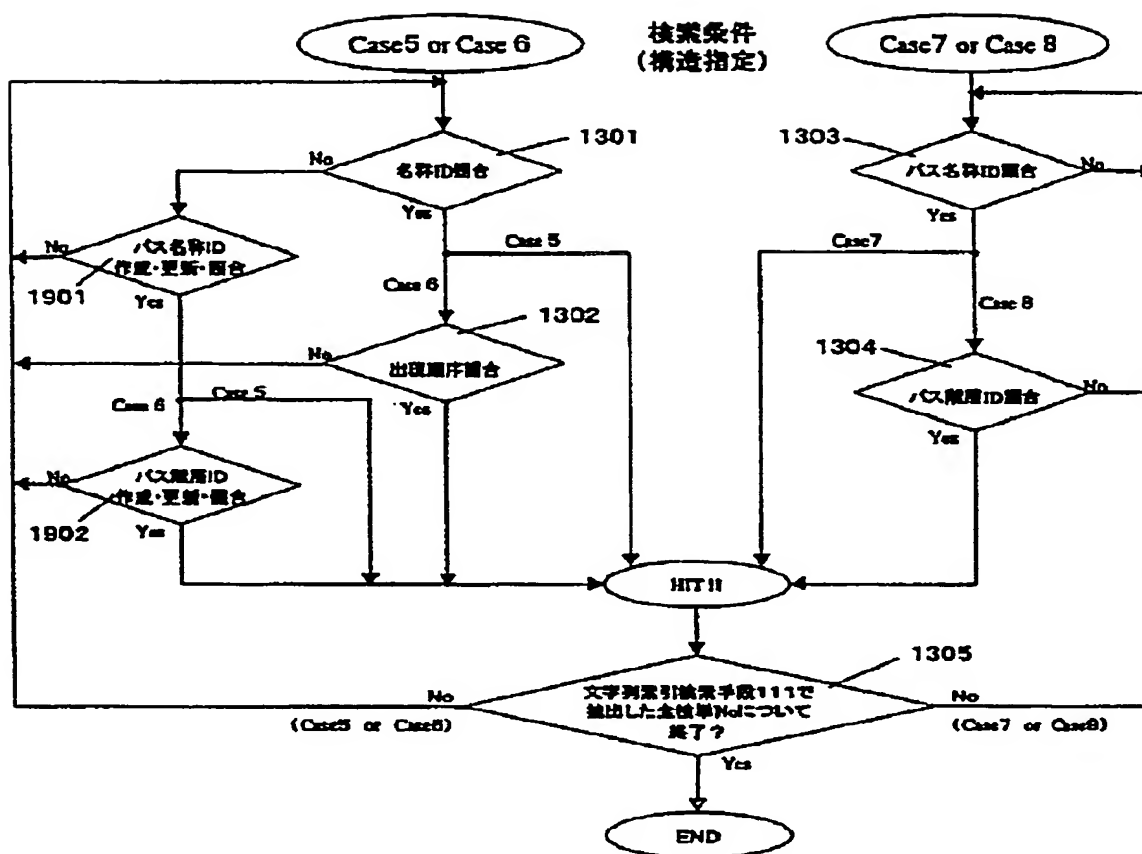 Case5 or Case 6
検索条件
(構造指定)
Case7 or Case 8
1301
名称ID照合
No
Yes
1303
パス名称ID照合
No
Yes
パス名称ID
作成・更新・照合
No
Yes
1901
Case 5
Case 6
Case7
Case 8
1302
出現順序照合
No
Yes
1304
パス階層ID照合
No
Yes
Case 5
Case 6
パス階層ID
作成・更新・照合
No
Yes
1902
HIT!!
1305
文字列索引検索手段111で
抽出した全検単Noについて
終了?
No
(Case5 or Case6)
No
(Case7 or Case8)
Yes
END